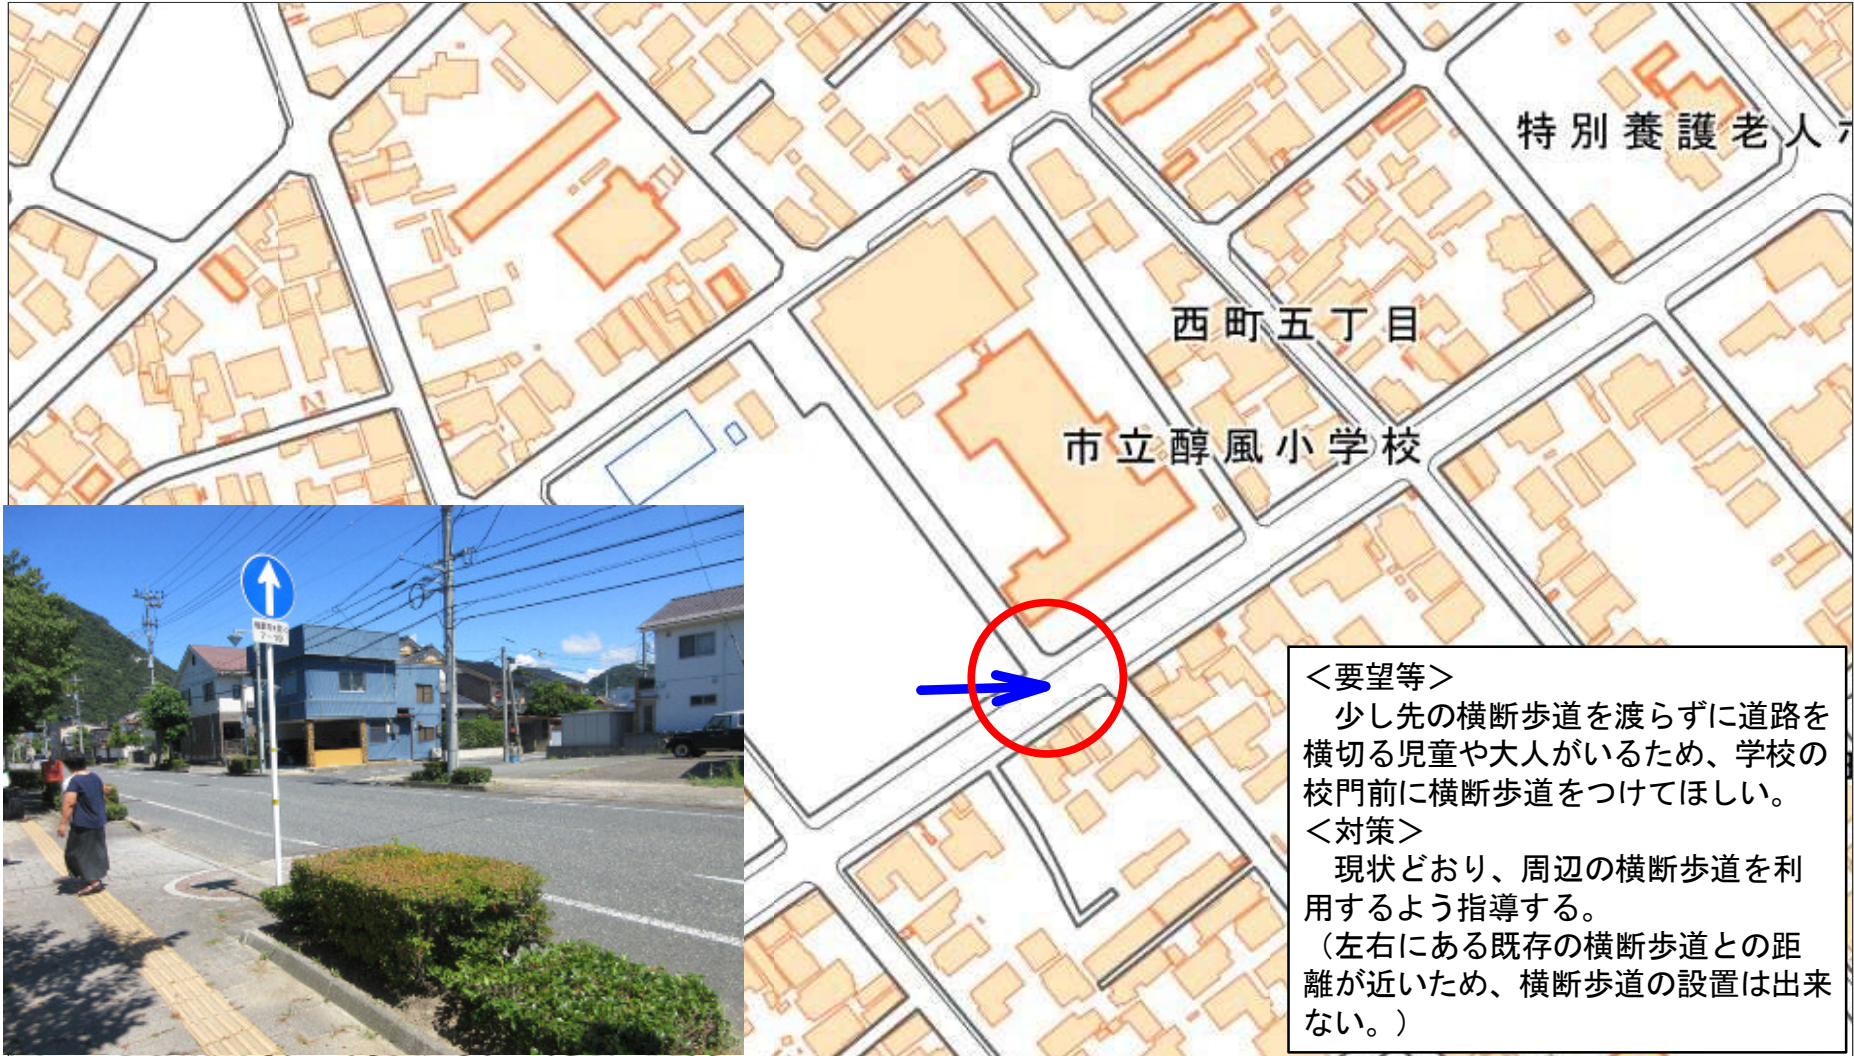 特別養護老人ホ
西町五丁目
市立醇風小学校
7-19
＜要望等＞
　少し先の横断歩道を渡らずに道路を
横切る児童や大人がいるため、学校の
校門前に横断歩道をつけてほしい。
＜対策＞
　現状どおり、周辺の横断歩道を利
用するよう指導する。
（左右にある既存の横断歩道との距
離が近いため、横断歩道の設置は出来
ない。）